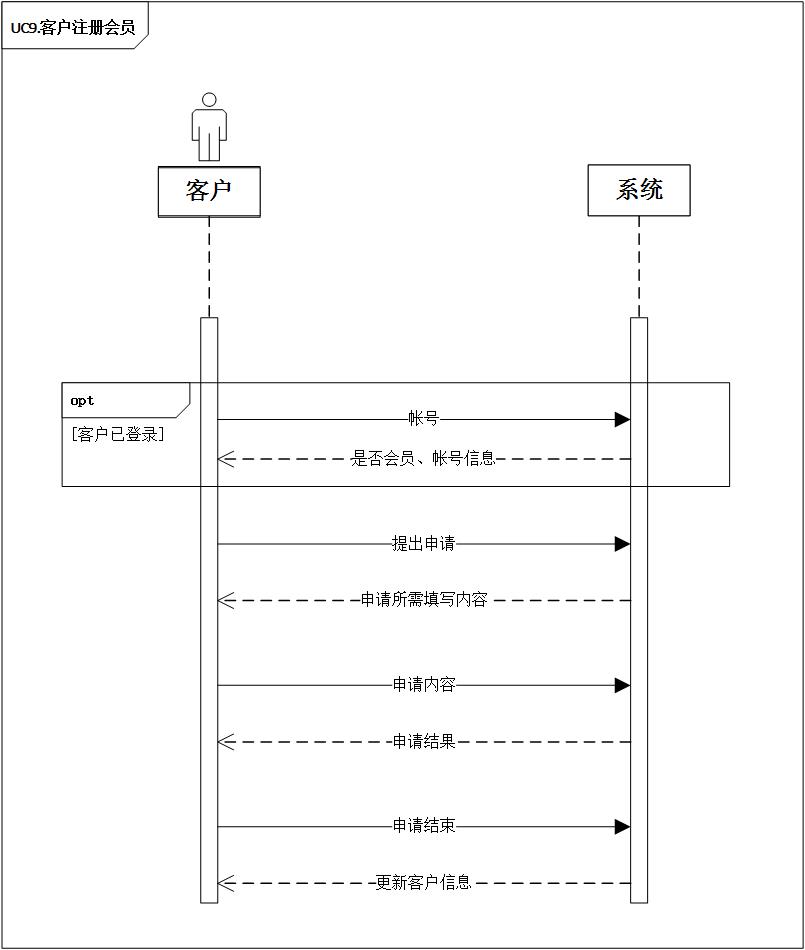 UC9.客户注册会员
客户
系统
opt
[客户已登录]
帐号
是否会员、帐号信息
提出申请
申请所需填写内容
申请内容
申请结果
申请结束
更新客户信息